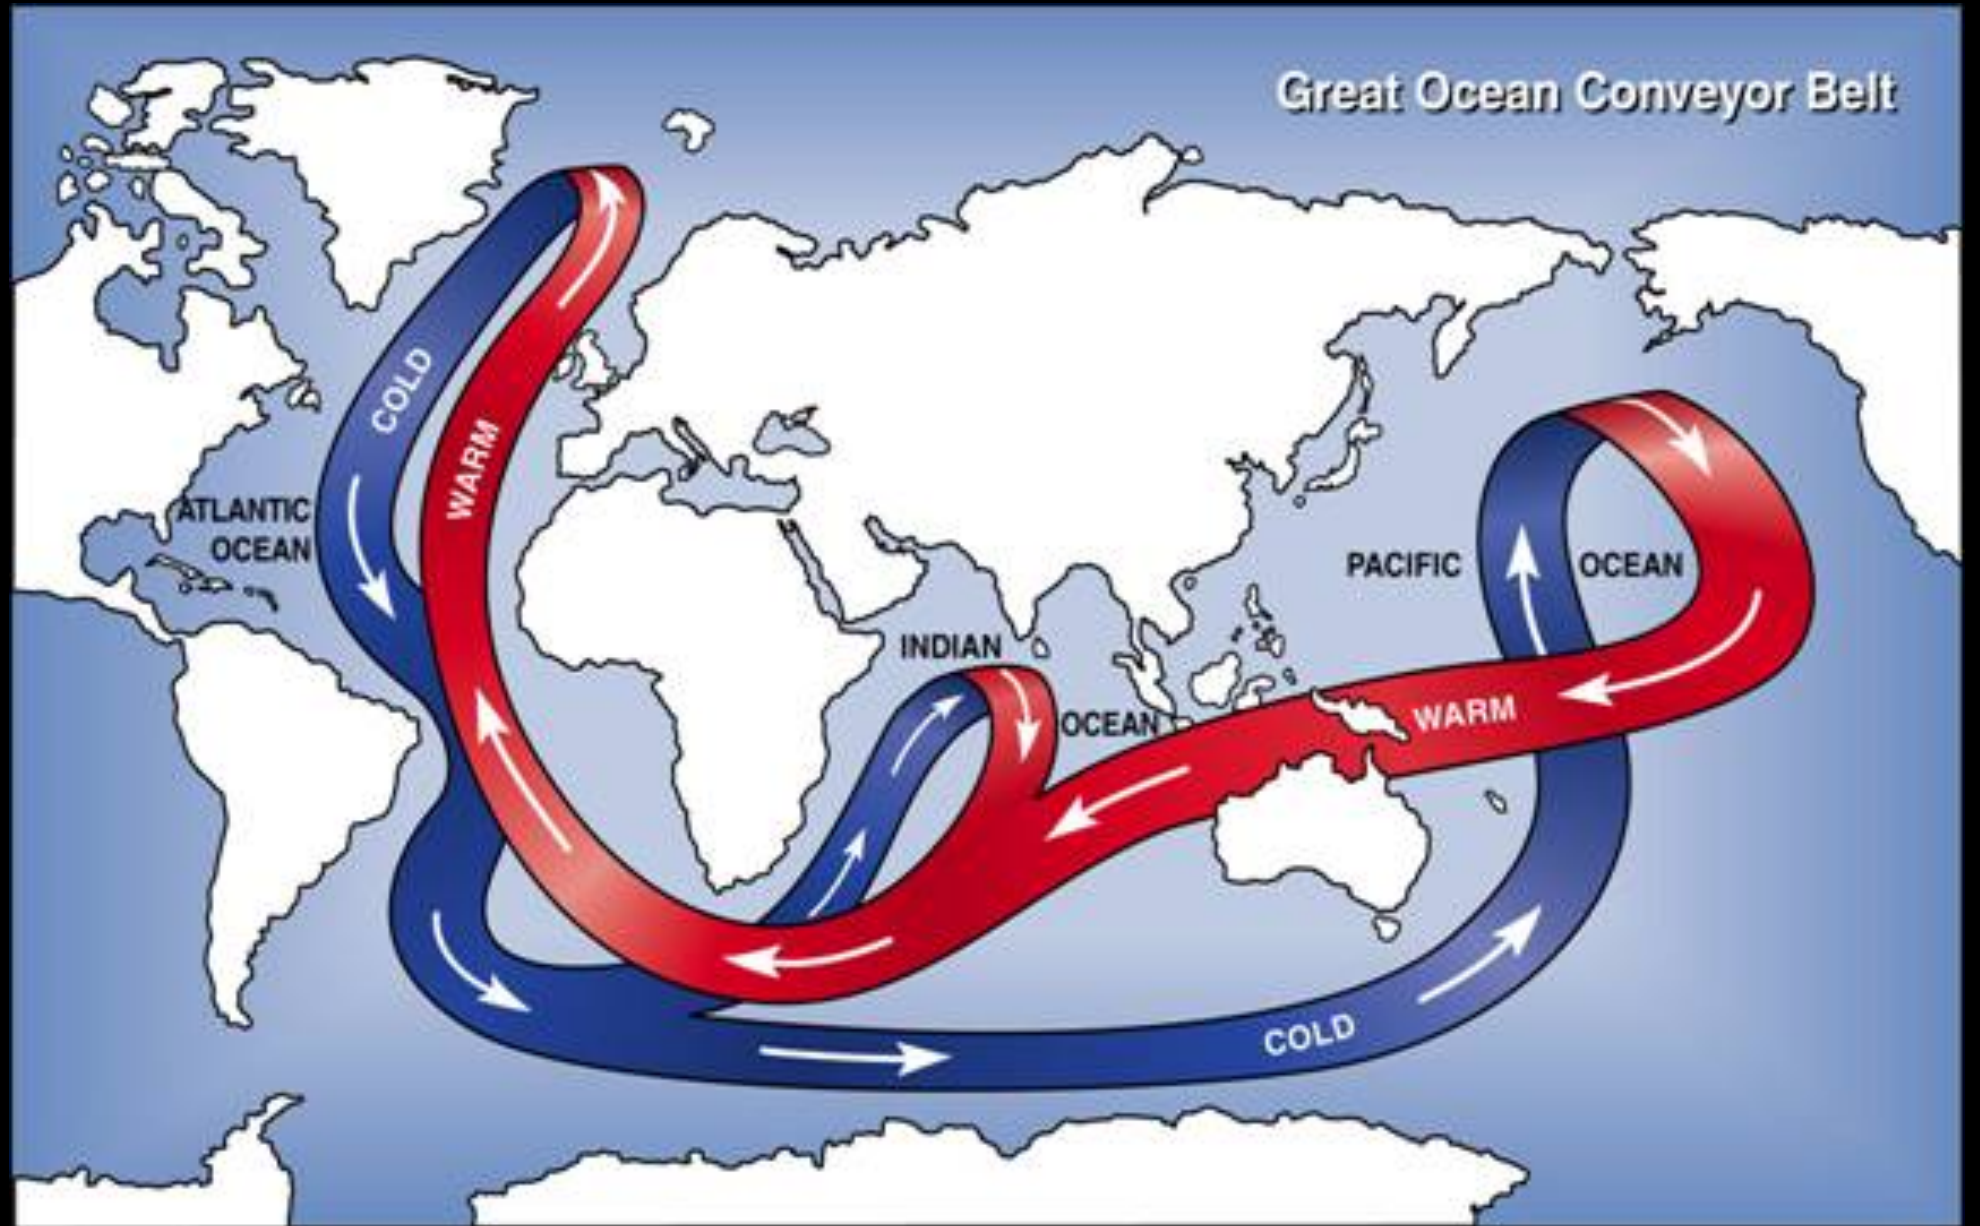 Great Ocean Conveyor Belt
COLD
WARM
ATLANTIC
OCEAN
PACIFIC OCEAN
INDIAN
OCEAN
WARM
COLD